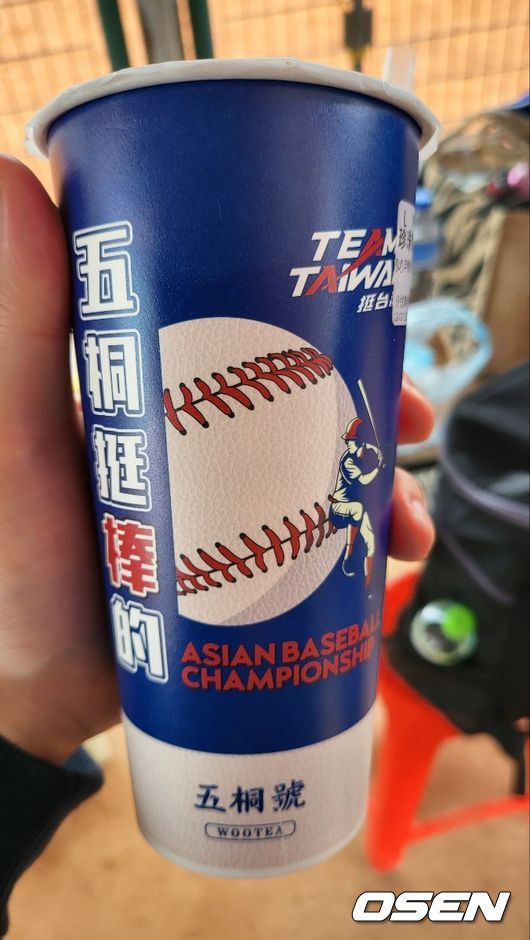 五桐挺棒的
TEAM
TAIWA
挺台
ASIAN BASEBALL
CHAMPIONSHIP
五桐號
WOOTEA
OSEN